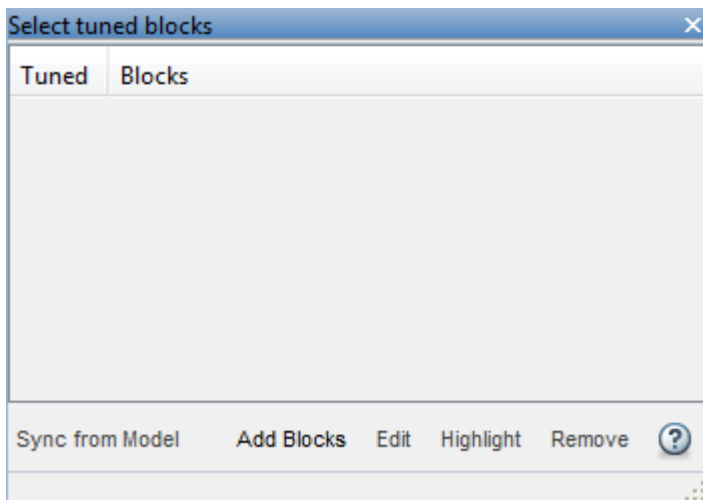 Select tuned blocks
Tuned Blocks
Sync from Model Add Blocks Edit Highlight Remove ?